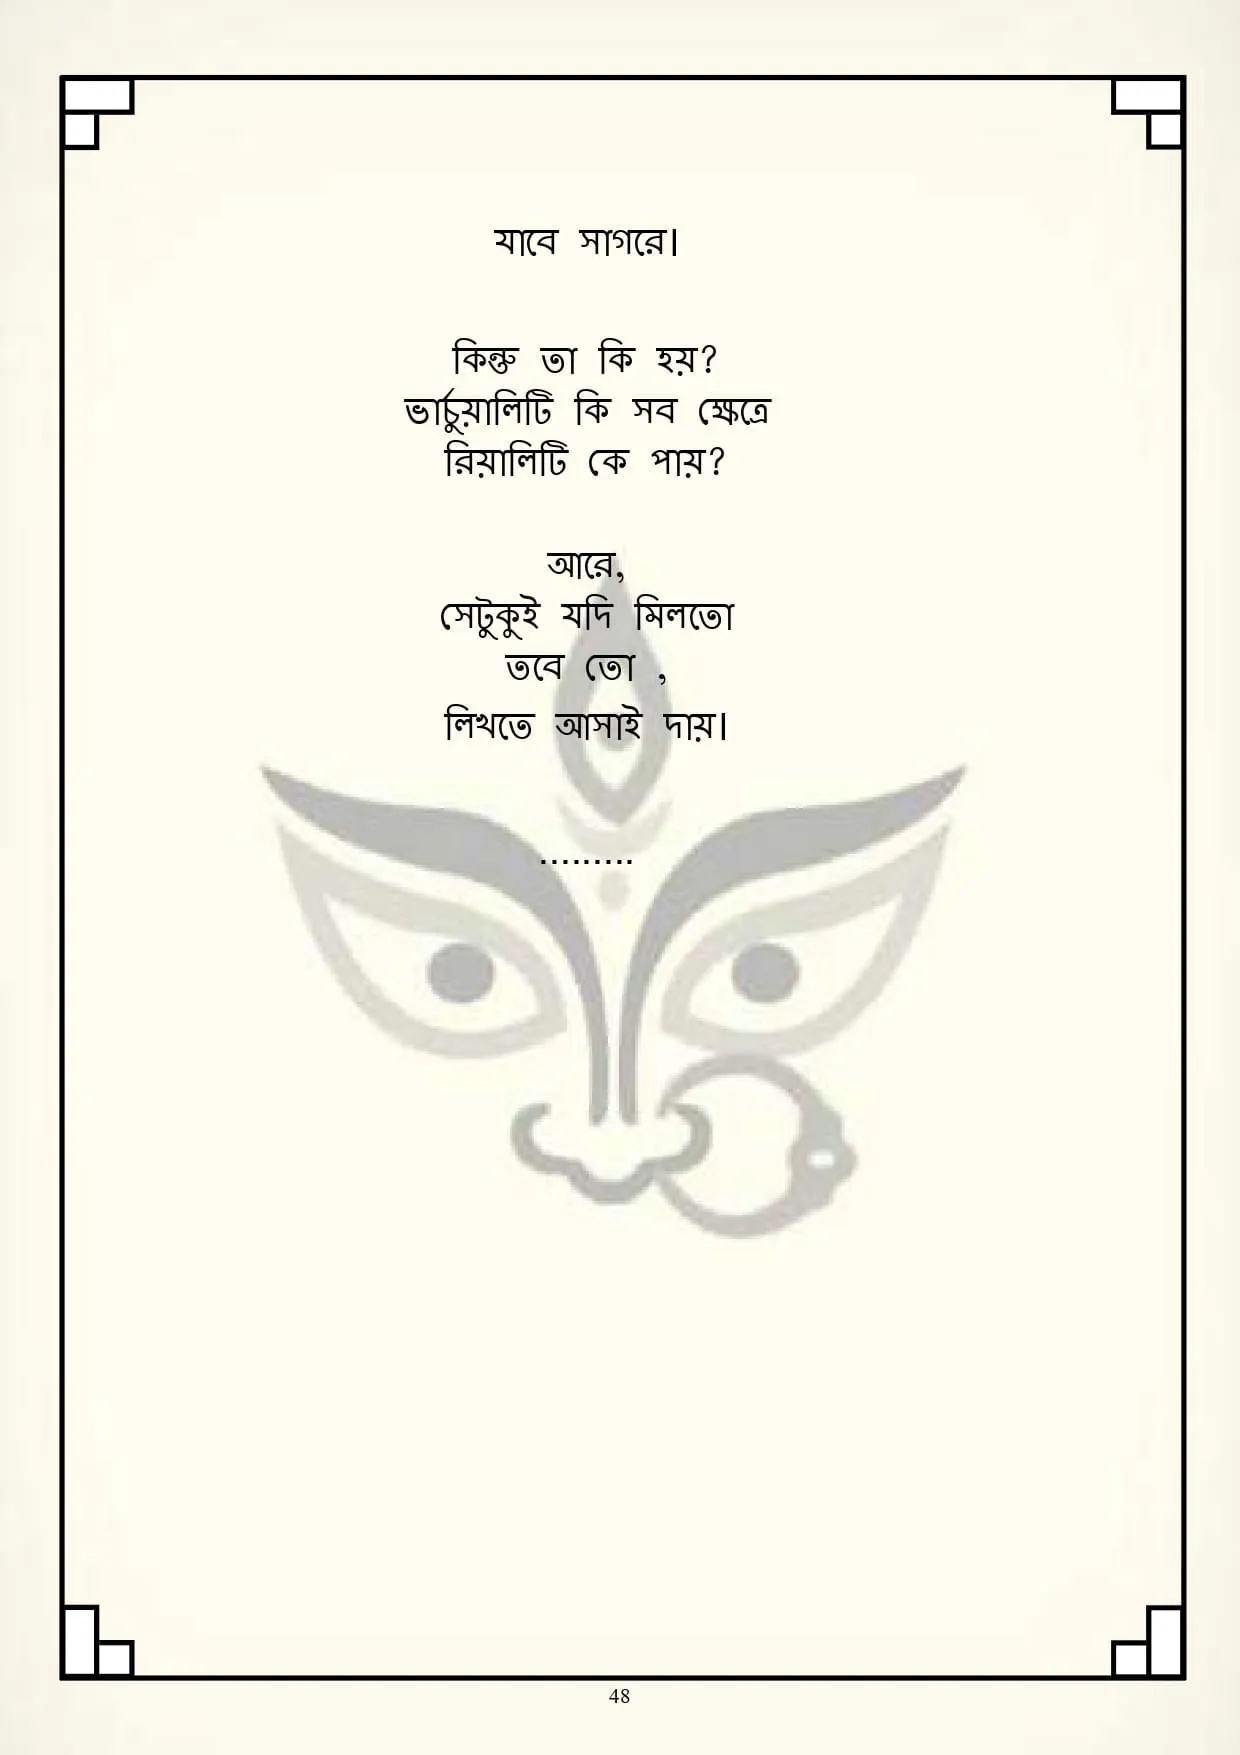 যাবে সাগরে।
কিন্তু তা কি হয়?
ভার্চুয়ালিটি কি সব ক্ষেত্রে
রিয়ালিটি কে পায়?
আরে,
সেটুকুই যদি মিলতো
তবে তো ,
লিখতে আসাই দায়।
.........
48